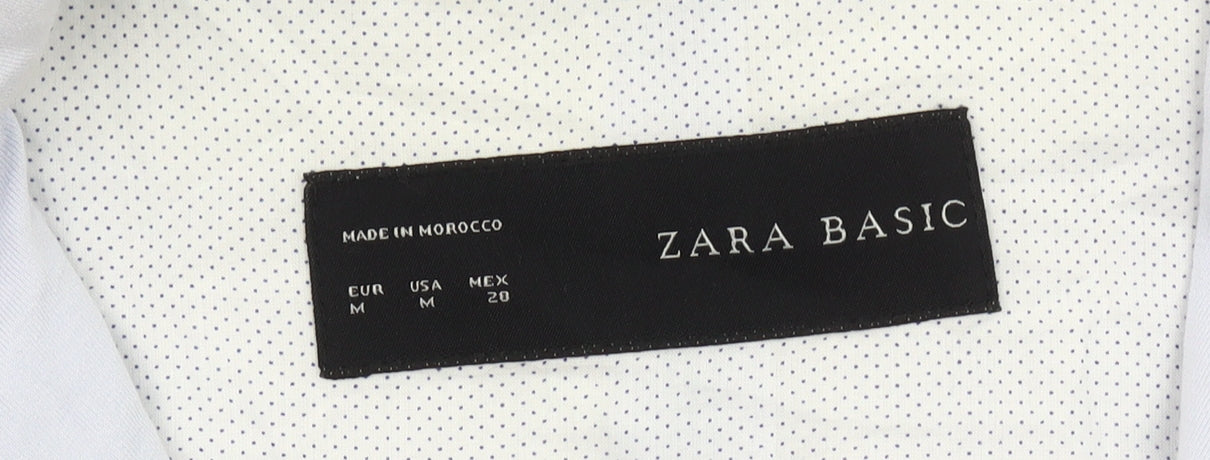 MADE IN MOROCCO
ZARA BASIC
EUR USA MEX
M M 28